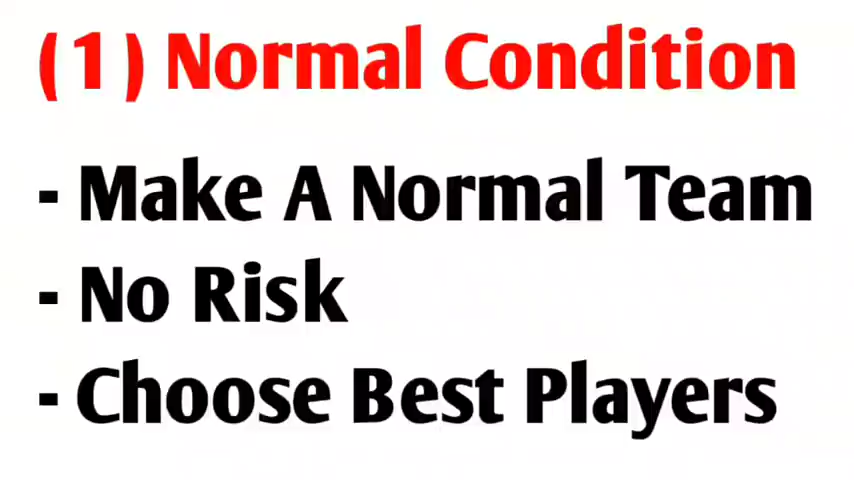 (1) Normal Condition
- Make A Normal Team
- No Risk
- Choose Best Players